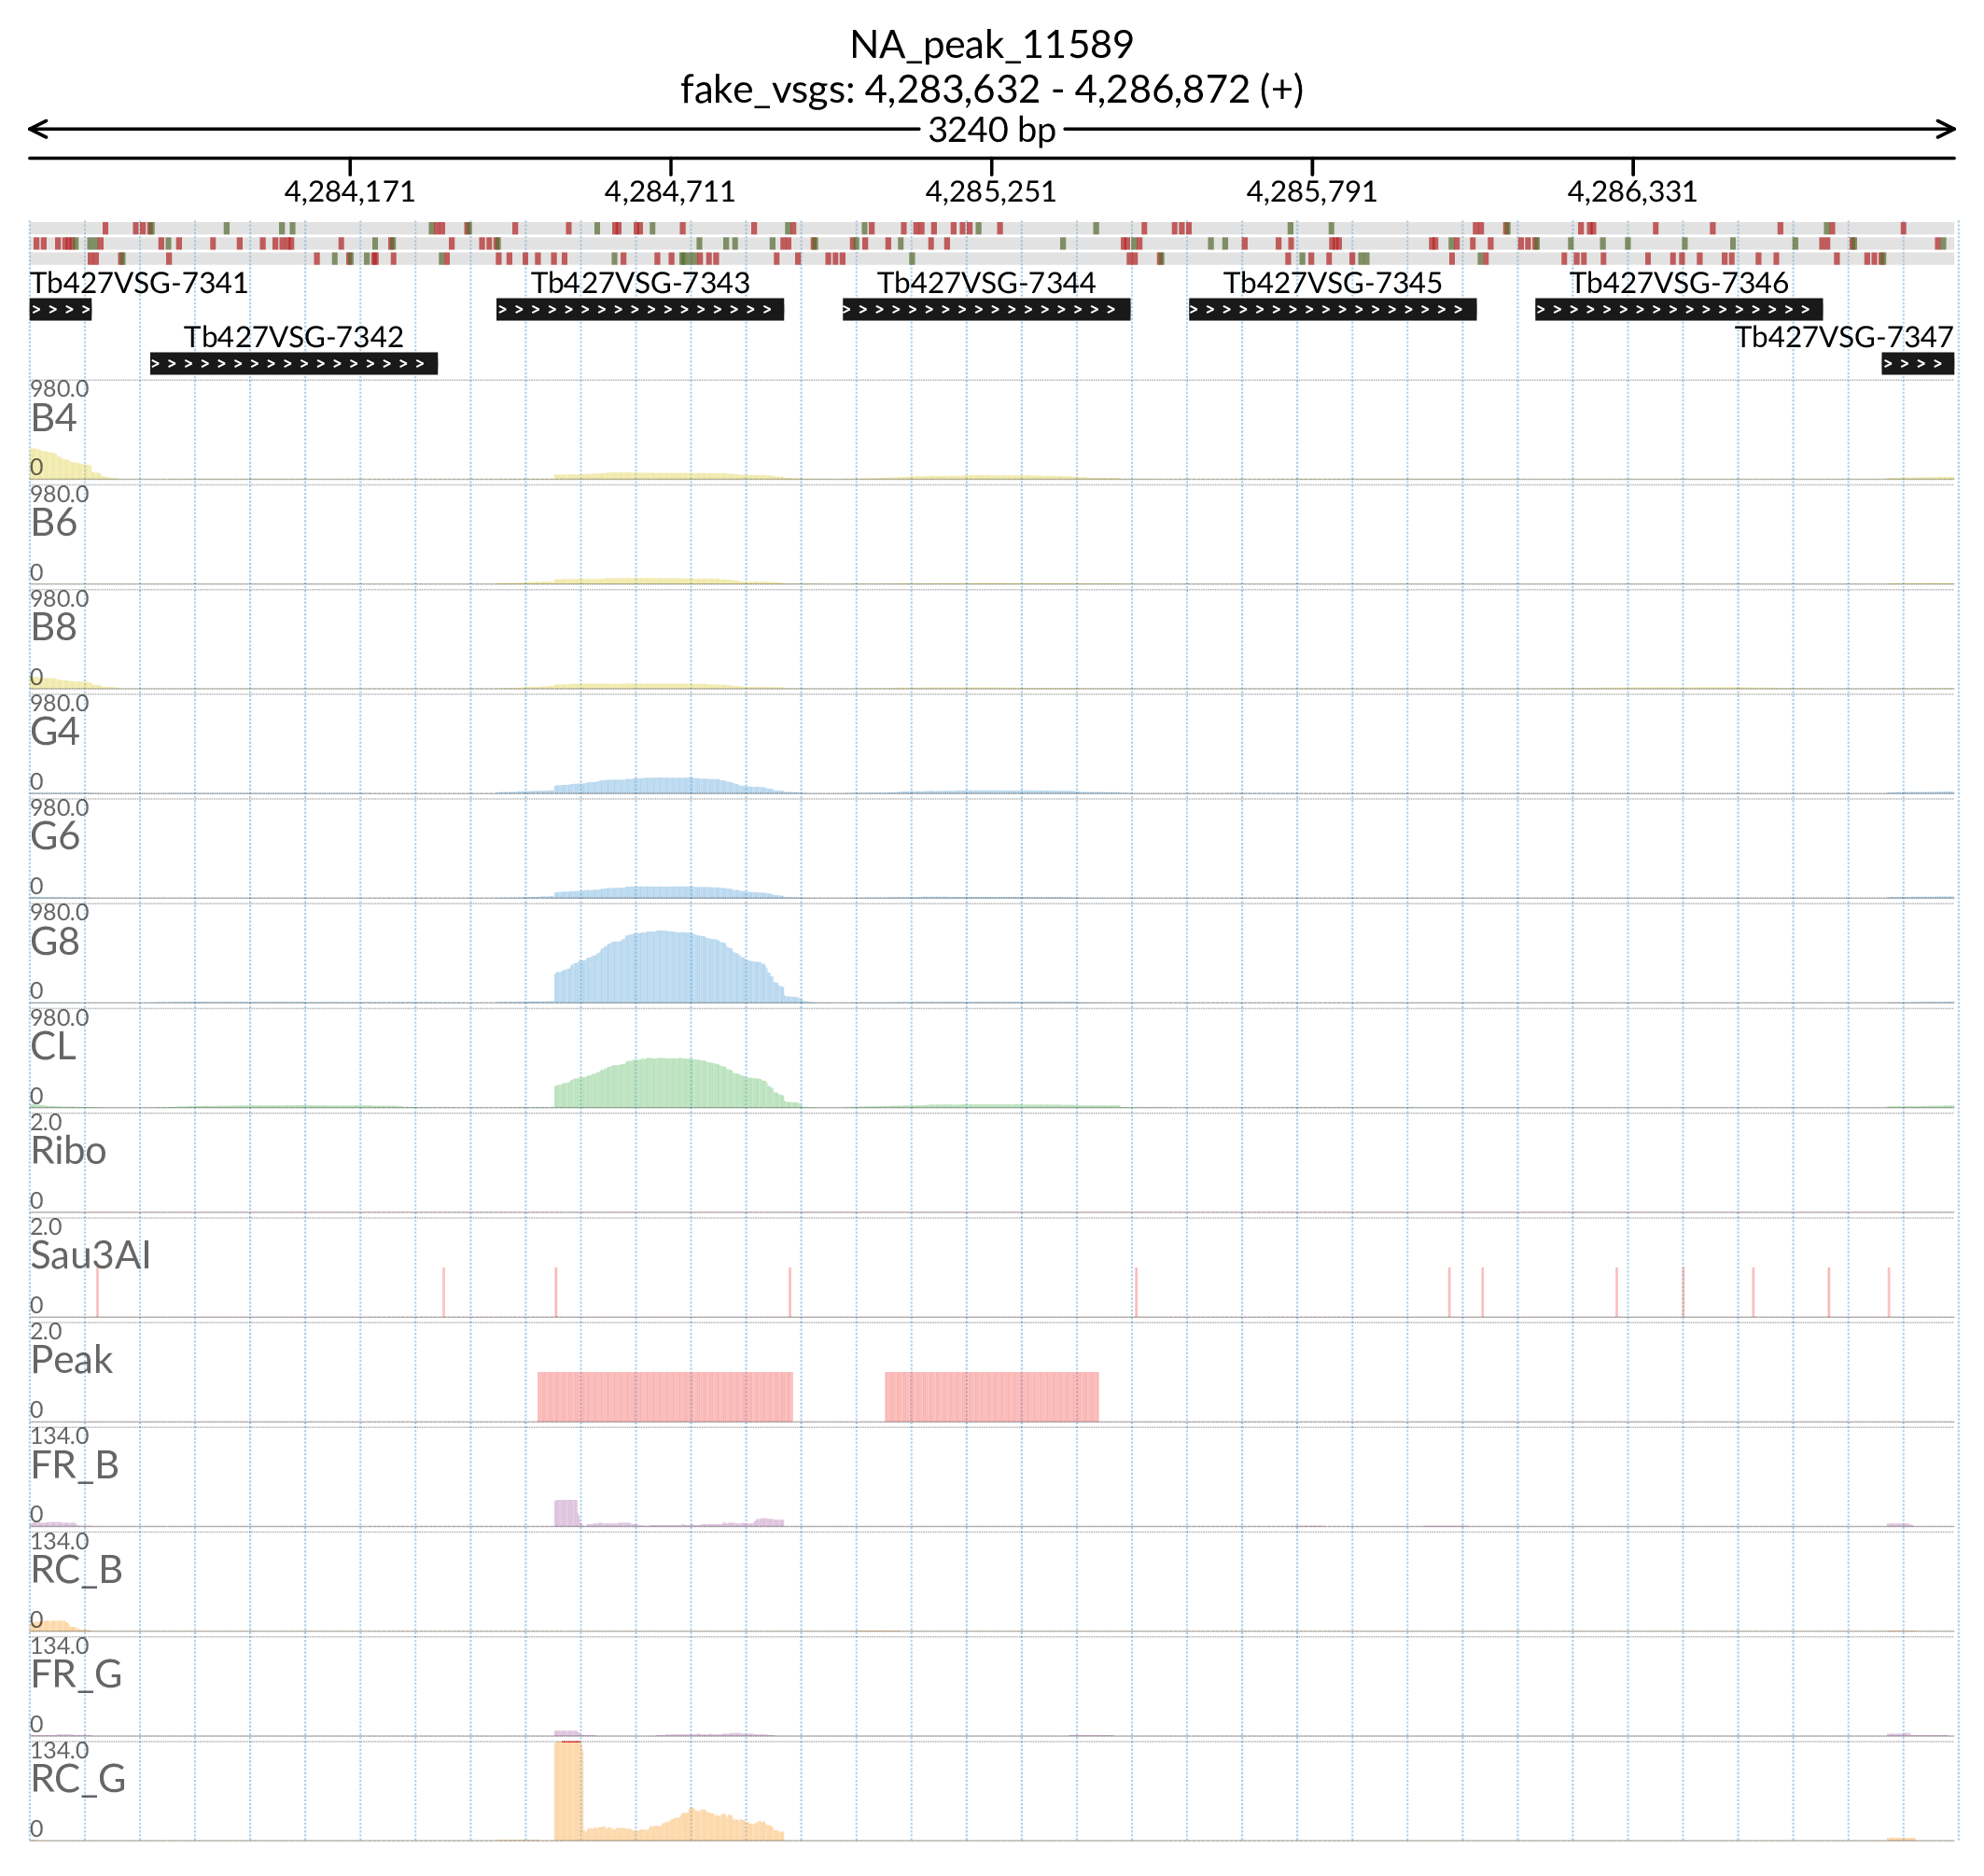 NA_peak_11589
fake_vsgs: 4,283,632 - 4,286,872 (+)
3240 bp
4,284,171 4,284,711 4,285,251 4,285,791 4,286,331
Tb427VSG-7341 Tb427VSG-7343 Tb427VSG-7344 Tb427VSG-7345 Tb427VSG-7346
Tb427VSG-7342 Tb427VSG-7347
980.0
B4
0
980.0
B6
0
980.0
B8
0
980.0
G4
0
980.0
G6
0
980.0
G8
0
980.0
CL
0
2.0
Ribo
0
2.0
Sau3AI
0
2.0
Peak
0
134.0
FR_B
0
134.0
RC_B
0
134.0
FR_G
0
134.0
RC_G
0